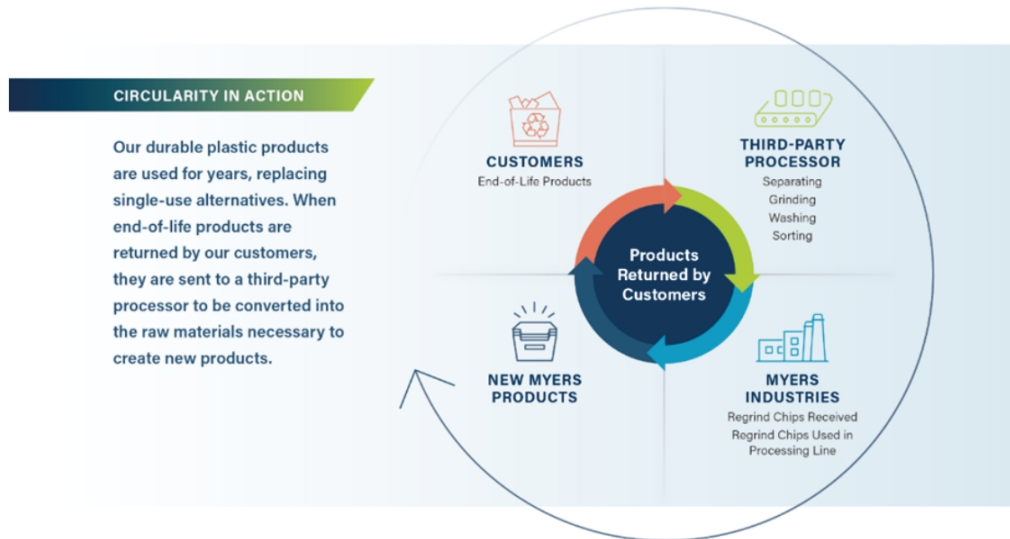 CIRCULARITY IN ACTION
Our durable plastic products
are used for years, replacing
single-use alternatives. When
end-of-life products are
returned by our customers,
they are sent to a third-party
processor to be converted into
the raw materials necessary to
create new products.
CUSTOMERS
End-of-Life Products
THIRD-PARTY
PROCESSOR
Separating
Grinding
Washing
Sorting
Products
Returned by
Customers
NEW MYERS
PRODUCTS
MYERS
INDUSTRIES
Regrind Chips Received
Regrind Chips Used in
Processing Line